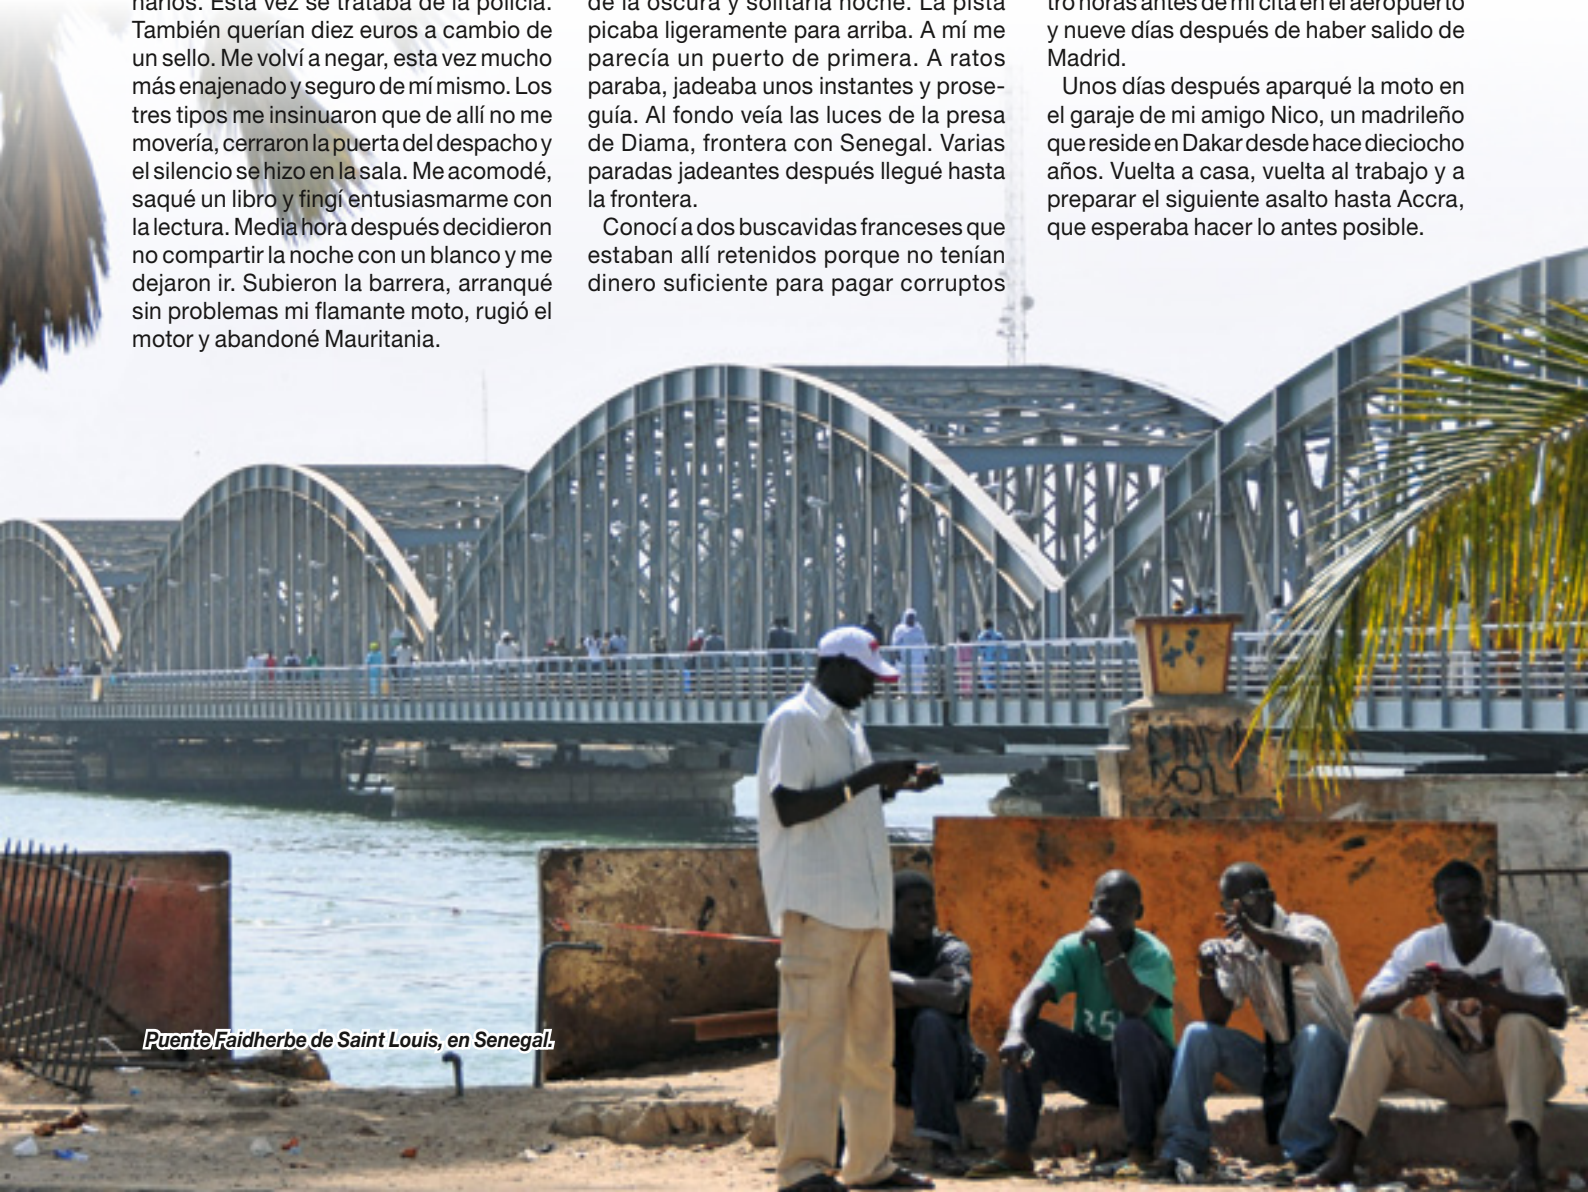 narios. Esta vez se trataba de la policía.
También querían diez euros a cambio de
un sello. Me volví a negar, esta vez mucho
más enajenado y seguro de mí mismo. Los
tres tipos me insinuaron que de allí no me
movería, cerraron la puerta del despacho y
el silencio se hizo en la sala. Me acomodé,
saqué un libro y fingí entusiasmarme con
la lectura. Media hora después decidieron
no compartir la noche con un blanco y me
dejaron ir. Subieron la barrera, arranqué
sin problemas mi flamante moto, rugió el
motor y abandoné Mauritania.
de la oscura y solitaria noche. La pista
picaba ligeramente para arriba. A mí me
parecía un puerto de primera. A ratos
paraba, jadeaba unos instantes y prose-
guía. Al fondo veía las luces de la presa
de Diama, frontera con Senegal. Varias
paradas jadeantes después llegué hasta
la frontera.
Conocí a dos buscavidas franceses que
estaban allí retenidos porque no tenían
dinero suficiente para pagar corruptos
tro horas antes de mi cita en el aeropuerto
y nueve días después de haber salido de
Madrid.
Unos días después aparqué la moto en
el garaje de mi amigo Nico, un madrileño
que reside en Dakar desde hace dieciocho
años. Vuelta a casa, vuelta al trabajo y a
preparar el siguiente asalto hasta Accra,
que esperaba hacer lo antes posible.
35
Puente Faidherbe de Saint Louis, en Senegal.